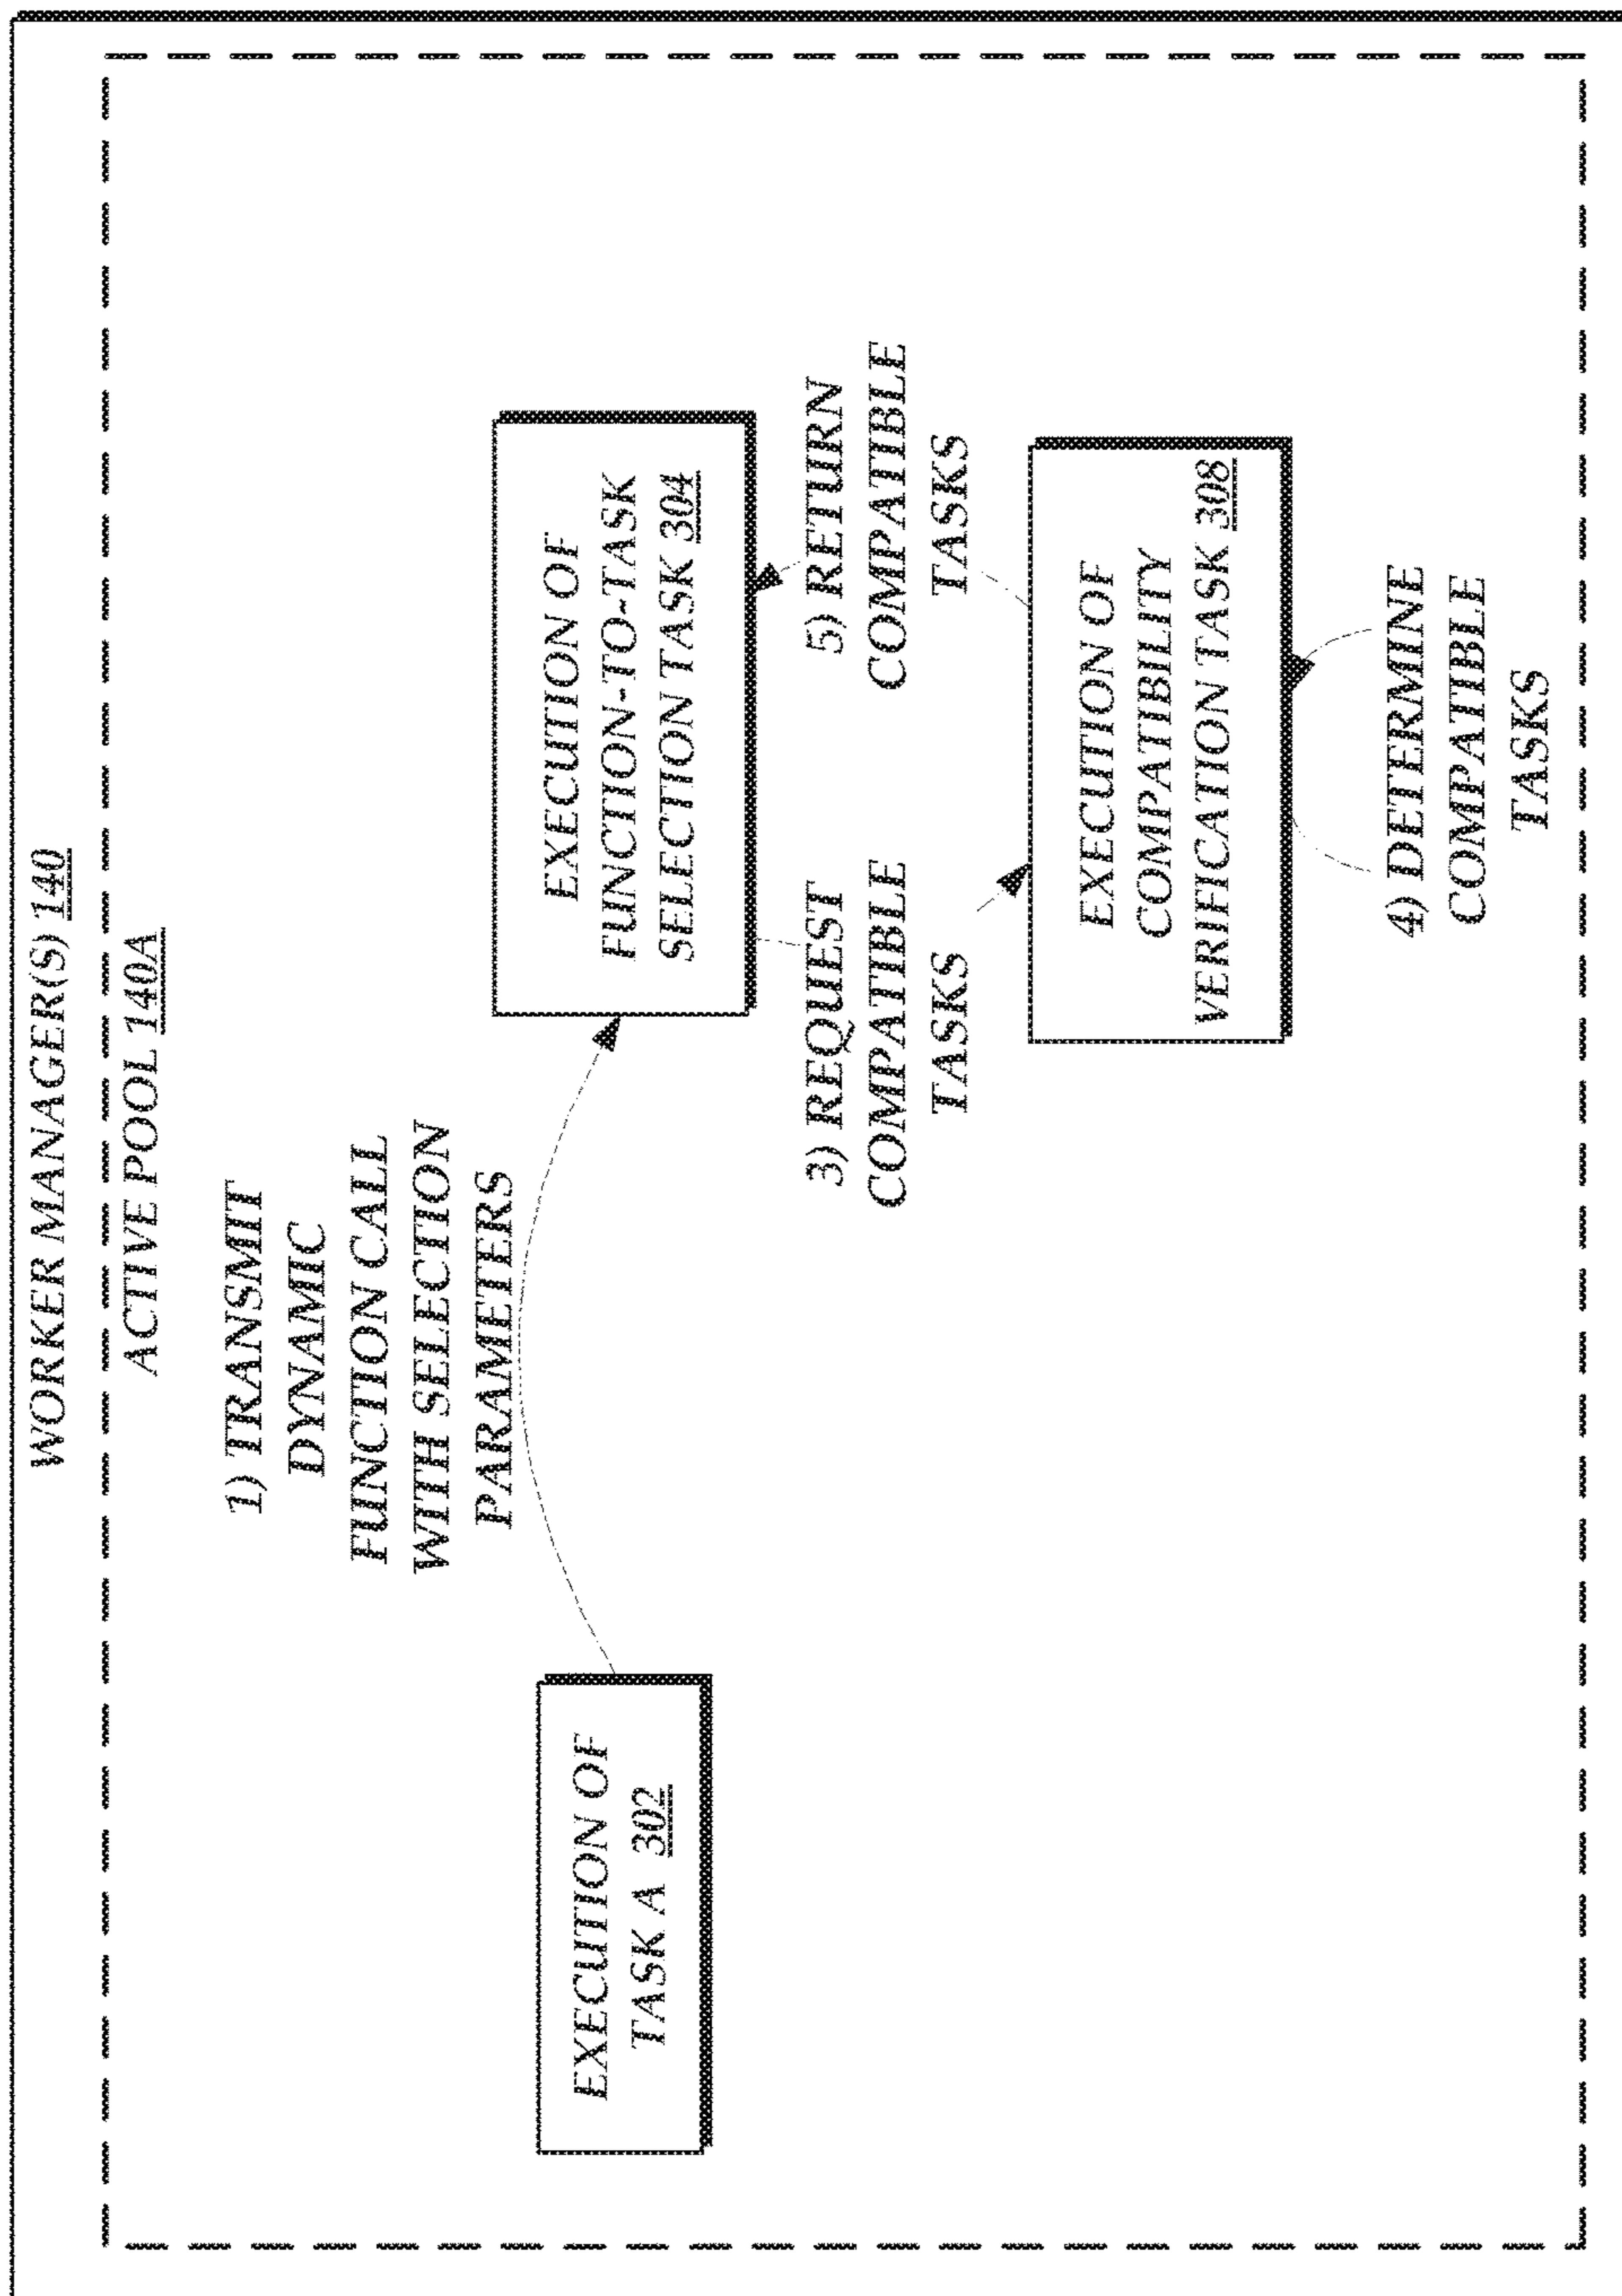 WORKER MANAGER(S) 140
ACTIVE POOL 140A
1) TRANSMIT
DYNAMIC
FUNCTION CALL
WITH SELECTION
PARAMETERS
EXECUTION OF
TASK A 302
EXECUTION OF
FUNCTION-TO-TASK
SELECTION TASK 304
3) REQUEST
COMPATIBLE
TASKS
5) RETURN
COMPATIBLE
TASKS
EXECUTION OF
COMPATIBILITY
VERIFICATION TASK 308
4) DETERMINE
COMPATIBLE
TASKS